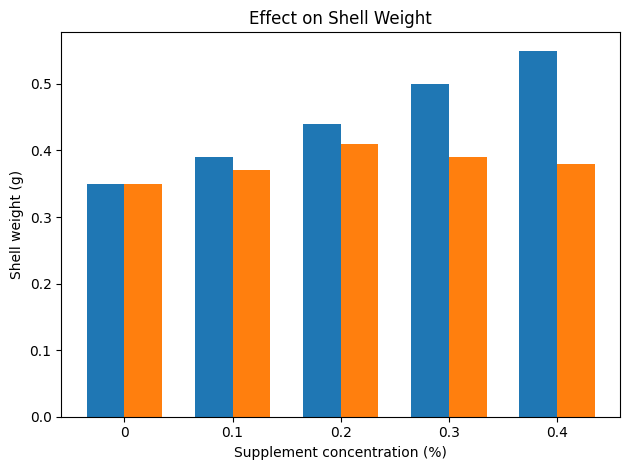 Effect on Shell Weight
Shell weight (g)
0.5
0.4
0.3
0.2
0.1
0.0
0 0.1 0.2 0.3 0.4
Supplement concentration (%)